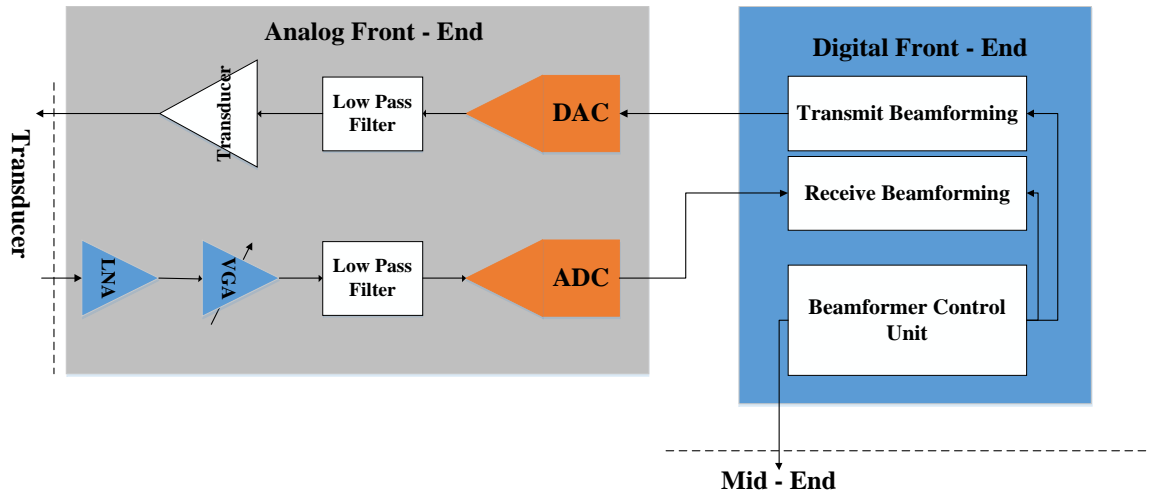 Analog Front - End
Digital Front - End
Transducer
Transducer
Low Pass
Filter
DAC
Transmit Beamforming
Receive Beamforming
LNA
VGA
Low Pass
Filter
ADC
Beamformer Control
Unit
Mid - End